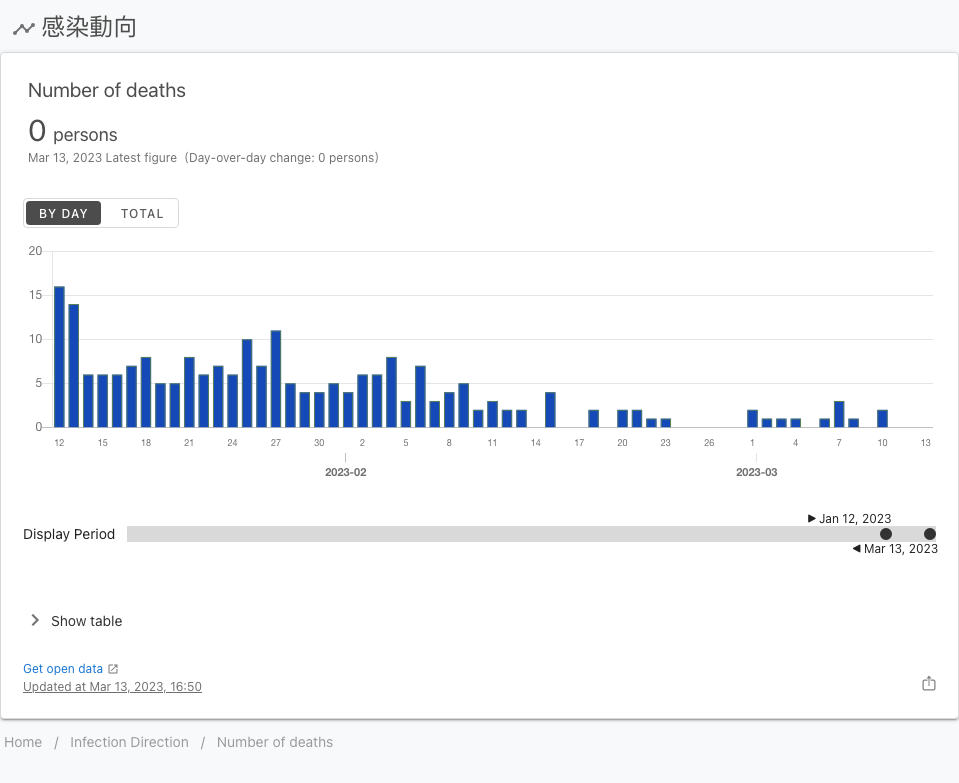 感染動向
Number of deaths
0 persons
Mar 13, 2023 Latest figure (Day-over-day change: 0 persons)
BY DAY TOTAL
20
15
10
5
0
12 15 18 21 24 27 30 2 5 8 11 14 17 20 23 26 1 4 7 10 13
2023-02 2023-03
Jan 12, 2023
Display Period
Mar 13, 2023
Show table
Get open data
Updated at Mar 13, 2023, 16:50
Home / Infection Direction / Number of deaths